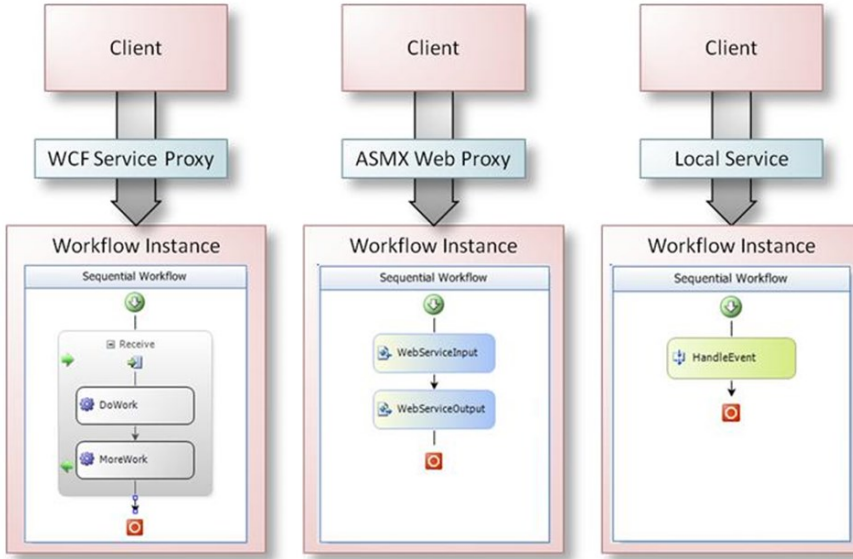 Client
WCF Service Proxy
Workflow Instance
Sequential Workflow
Receive
DoWork
MoreWork
Client
ASMX Web Proxy
Workflow Instance
Sequential Workflow
WebServiceInput
WebServiceOutput
Client
Local Service
Workflow Instance
Sequential Workflow
HandleEvent